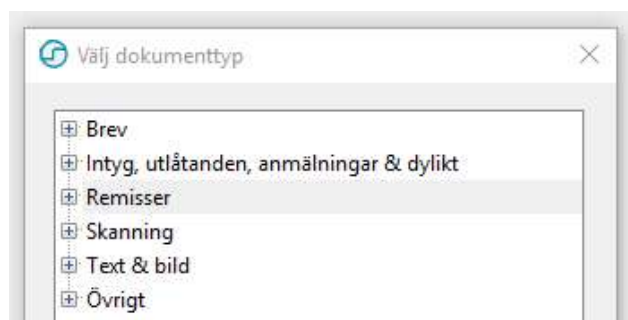 Välj dokumenttyp
Brev
Intyg, utlåtanden, anmälningar & dylikt
Remisser
Skanning
Text & bild
Övrigt